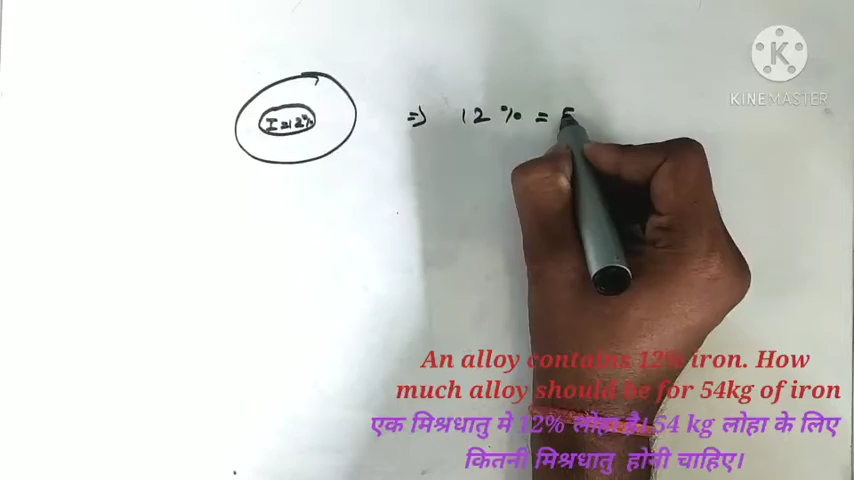 K
KINEMASTER
I = 12%
⇒ 12% = 5
An alloy contains 12% iron. How
much alloy should be for 54kg of iron
एक मिश्रधातु मे 12% लोहा है। 54 kg लोहा के लिए
कितनी मिश्रधातु होनी चाहिए।